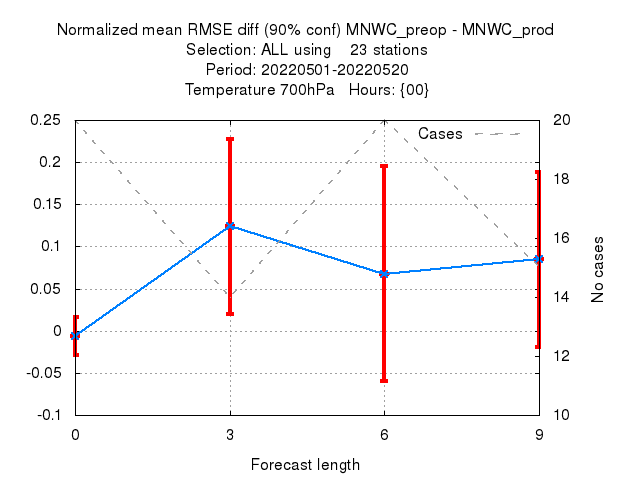 Normalized mean RMSE diff (90% conf) MNWC_preop - MNWC_prod
Selection: ALL using    23 stations
Period: 20220501-20220520
Temperature 700hPa   Hours: {00}
0.25
0.2
0.15
0.1
0.05
0
-0.05
-0.1
Cases
20
18
16
14
12
10
No cases
0 3 6 9
Forecast length